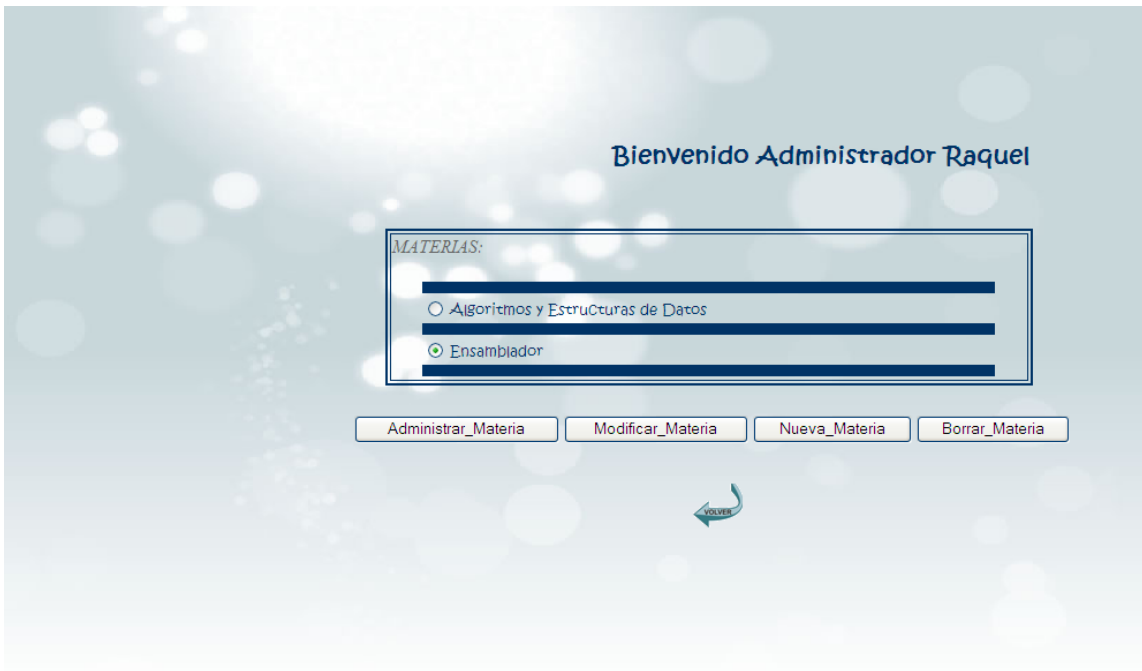 Bienvenido Administrador Raquel
MATERIAS:
Algoritmos y Estructuras de Datos
Ensamblador
Administrar_Materia Modificar_Materia Nueva_Materia Borrar_Materia
VOLVER